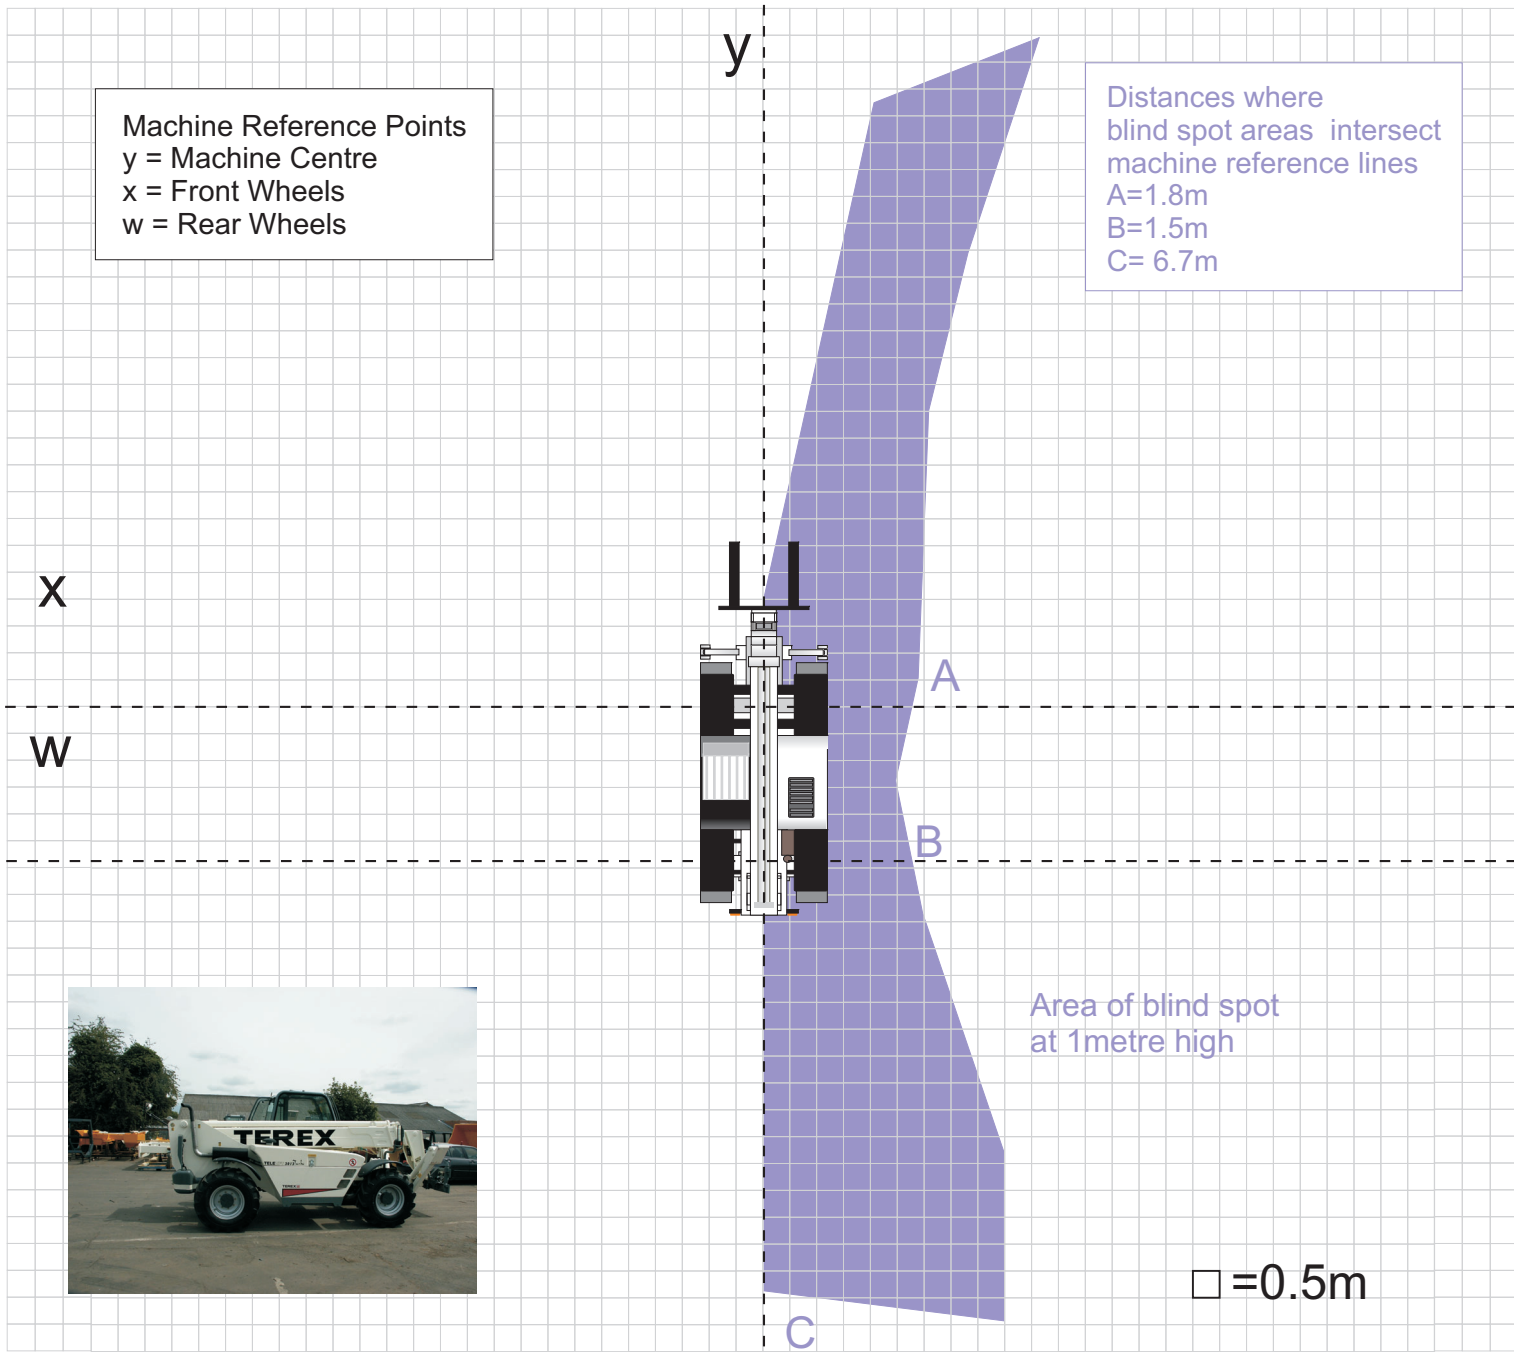 y
Machine Reference Points
y = Machine Centre
x = Front Wheels
w = Rear Wheels
Distances where
blind spot areas intersect
machine reference lines
A=1.8m
B=1.5m
C= 6.7m
x
A
w
B
Area of blind spot
at 1metre high
TEREX
=0.5m
C